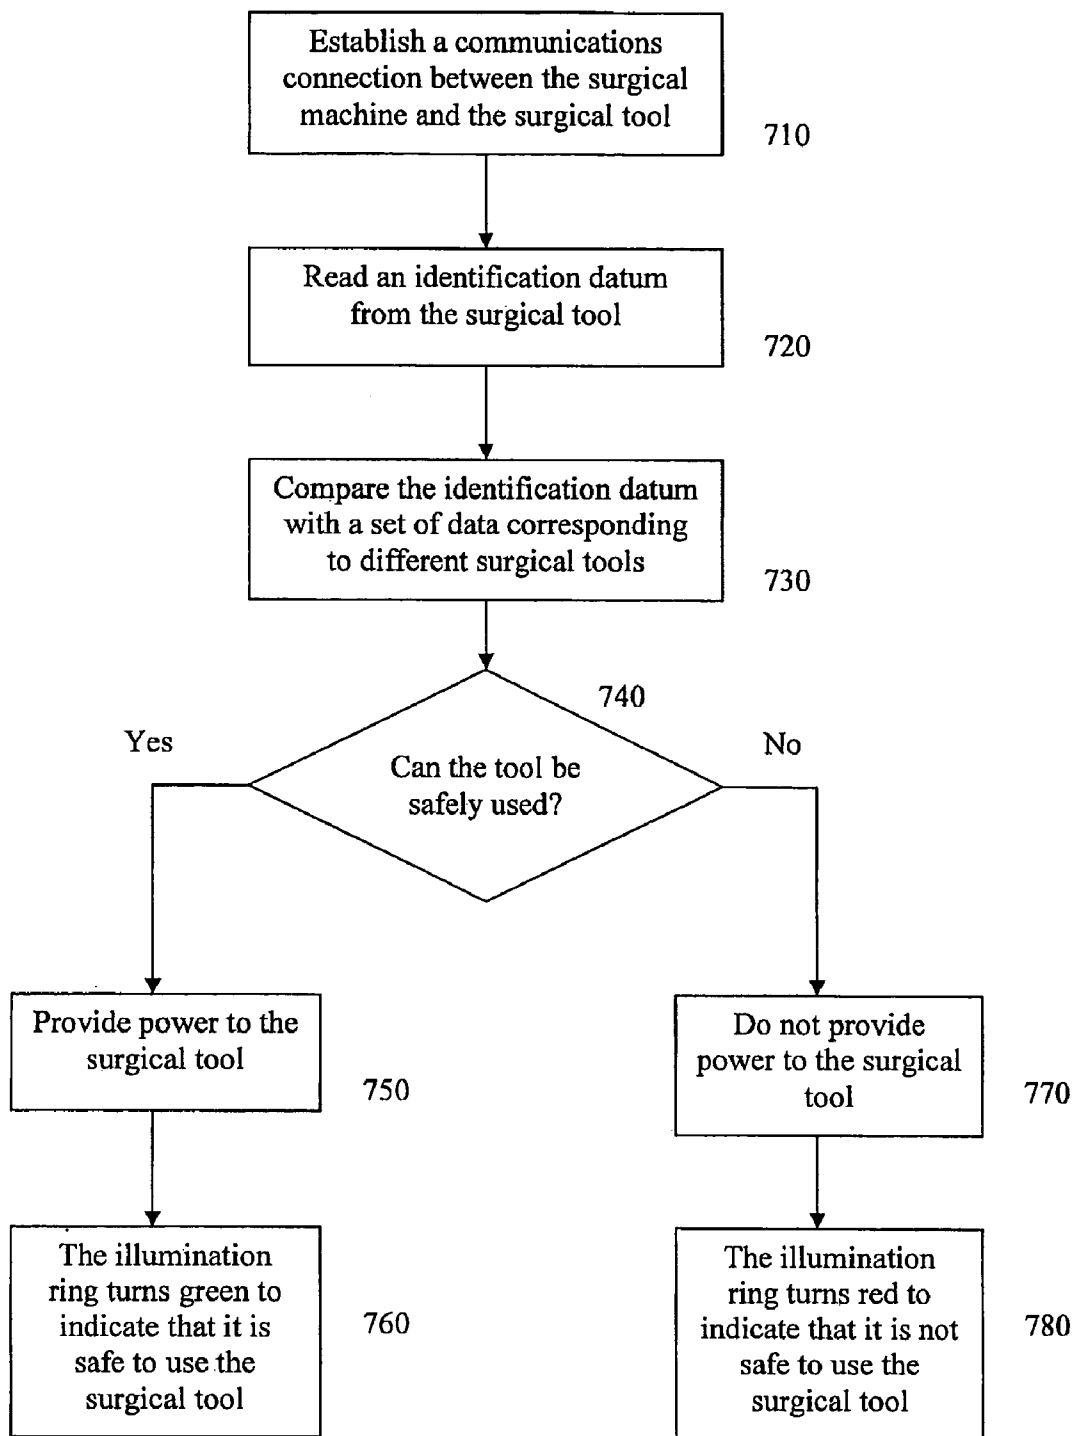 Establish a communications
connection between the surgical
machine and the surgical tool
710
Read an identification datum
from the surgical tool
720
Compare the identification datum
with a set of data corresponding
to different surgical tools
730
740
Yes
No
Can the tool be
safely used?
Provide power to the
surgical tool
750
Do not provide
power to the surgical
tool
770
The illumination
ring turns green to
indicate that it is
safe to use the
surgical tool
760
The illumination
ring turns red to
indicate that it is not
safe to use the
surgical tool
780